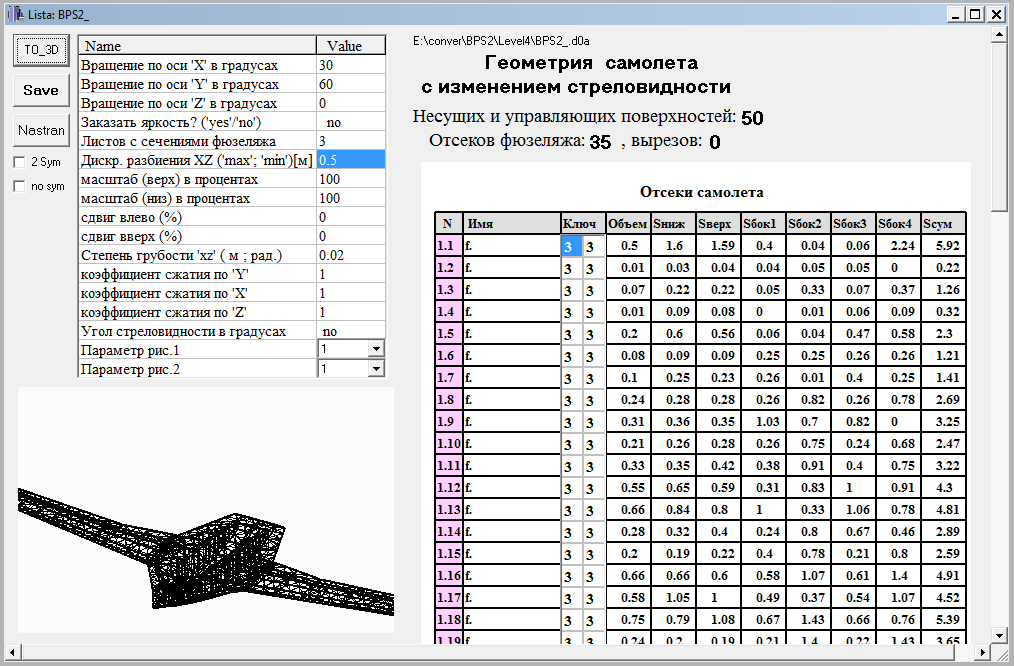 Lista: BPS2_
TO_3D
Save
Nastran
2 Sym
no sym
Name Value
Вращение по оси 'X' в градусах 30
Вращение по оси 'Y' в градусах 60
Вращение по оси 'Z' в градусах 0
Заказать яркость? ('yes'/'no') no
Листов с сечениями фюзеляжа 3
Дискр. разбиения XZ ('max'; 'min')[м] 0.5
масштаб (верх) в процентах 100
масштаб (низ) в процентах 100
сдвиг влево (%) 0
сдвиг вверх (%) 0
Степень грубости 'xz' ( м ; рад.) 0.02
коэффициент сжатия по 'Y' 1
коэффициент сжатия по 'X' 1
коэффициент сжатия по 'Z' 1
Угол стреловидности в градусах no
Параметр рис.1 1
Параметр рис.2 1
E:\conver\BPS2\Level4\BPS2_.d0a
Геометрия самолета
с изменением стреловидности
Несущих и управляющих поверхностей: 50
Отсеков фюзеляжа: 35 , вырезов: 0
Отсеки самолета
N Имя Ключ Объем Sниж Sверх Sбок1 Sбок2 Sбок3 Sбок4 Sсум
1.1 f. 3 3 0.5 1.6 1.59 0.4 0.04 0.06 2.24 5.92
1.2 f. 3 3 0.01 0.03 0.04 0.04 0.05 0.05 0 0.22
1.3 f. 3 3 0.07 0.22 0.22 0.05 0.33 0.07 0.37 1.26
1.4 f. 3 3 0.01 0.09 0.08 0 0.01 0.06 0.09 0.32
1.5 f. 3 3 0.2 0.6 0.56 0.06 0.04 0.47 0.58 2.3
1.6 f. 3 3 0.08 0.09 0.09 0.25 0.25 0.26 0.26 1.21
1.7 f. 3 3 0.1 0.25 0.23 0.26 0.01 0.4 0.25 1.41
1.8 f. 3 3 0.24 0.28 0.28 0.26 0.82 0.26 0.78 2.69
1.9 f. 3 3 0.31 0.36 0.35 1.03 0.7 0.82 0 3.25
1.10 f. 3 3 0.21 0.26 0.28 0.26 0.75 0.24 0.68 2.47
1.11 f. 3 3 0.33 0.35 0.42 0.38 0.91 0.4 0.75 3.22
1.12 f. 3 3 0.55 0.65 0.59 0.31 0.83 1 0.91 4.3
1.13 f. 3 3 0.66 0.84 0.8 1 0.33 1.06 0.78 4.81
1.14 f. 3 3 0.28 0.32 0.4 0.24 0.8 0.67 0.46 2.89
1.15 f. 3 3 0.2 0.19 0.22 0.4 0.78 0.21 0.8 2.59
1.16 f. 3 3 0.66 0.66 0.6 0.58 1.07 0.61 1.4 4.91
1.17 f. 3 3 0.58 1.05 1 0.49 0.37 0.54 1.07 4.52
1.18 f. 3 3 0.75 0.79 1.08 0.67 1.43 0.66 0.76 5.39
1.19 f. 3 3 0.24 0.2 0.19 0.21 1.4 0.22 1.43 3.65